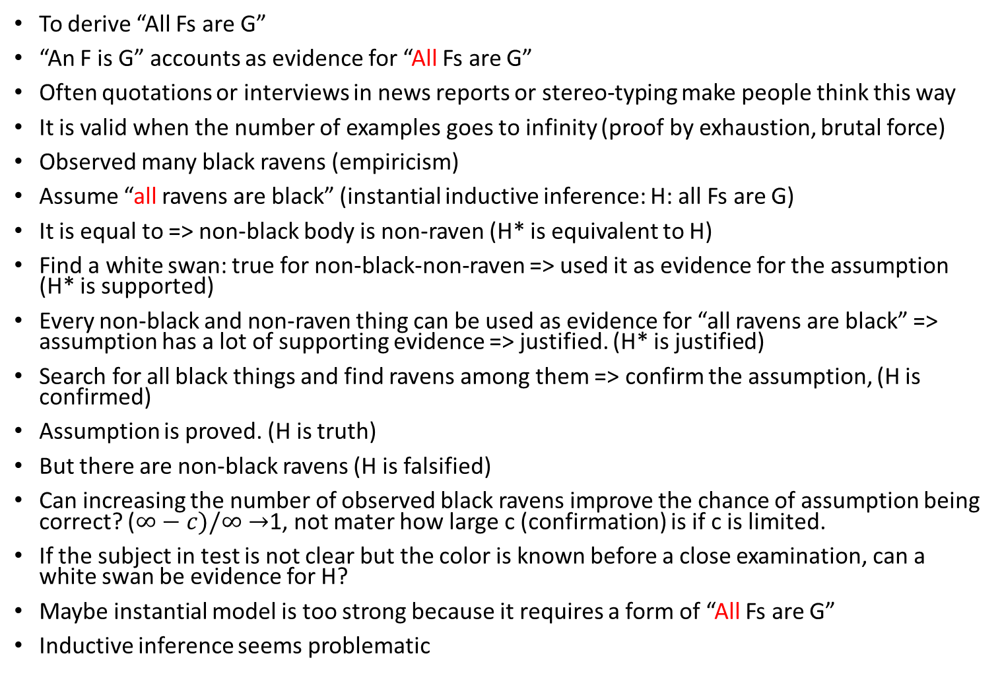 • To derive “All Fs are G”
• “An F is G” accounts as evidence for “All Fs are G”
• Often quotations or interviews in news reports or stereo-typing make people think this way
• It is valid when the number of examples goes to infinity (proof by exhaustion, brutal force)
• Observed many black ravens (empiricism)
• Assume “all ravens are black” (instantial inductive inference: H: all Fs are G)
• It is equal to => non-black body is non-raven (H* is equivalent to H)
• Find a white swan: true for non-black-non-raven => used it as evidence for the assumption
(H* is supported)
• Every non-black and non-raven thing can be used as evidence for “all ravens are black” =>
assumption has a lot of supporting evidence => justified. (H* is justified)
• Search for all black things and find ravens among them => confirm the assumption, (H is
confirmed)
• Assumption is proved. (H is truth)
• But there are non-black ravens (H is falsified)
• Can increasing the number of observed black ravens improve the chance of assumption being
correct? (∞ − c)/∞ →1, not mater how large c (confirmation) is if c is limited.
• If the subject in test is not clear but the color is known before a close examination, can a
white swan be evidence for H?
• Maybe instantial model is too strong because it requires a form of “All Fs are G”
• Inductive inference seems problematic